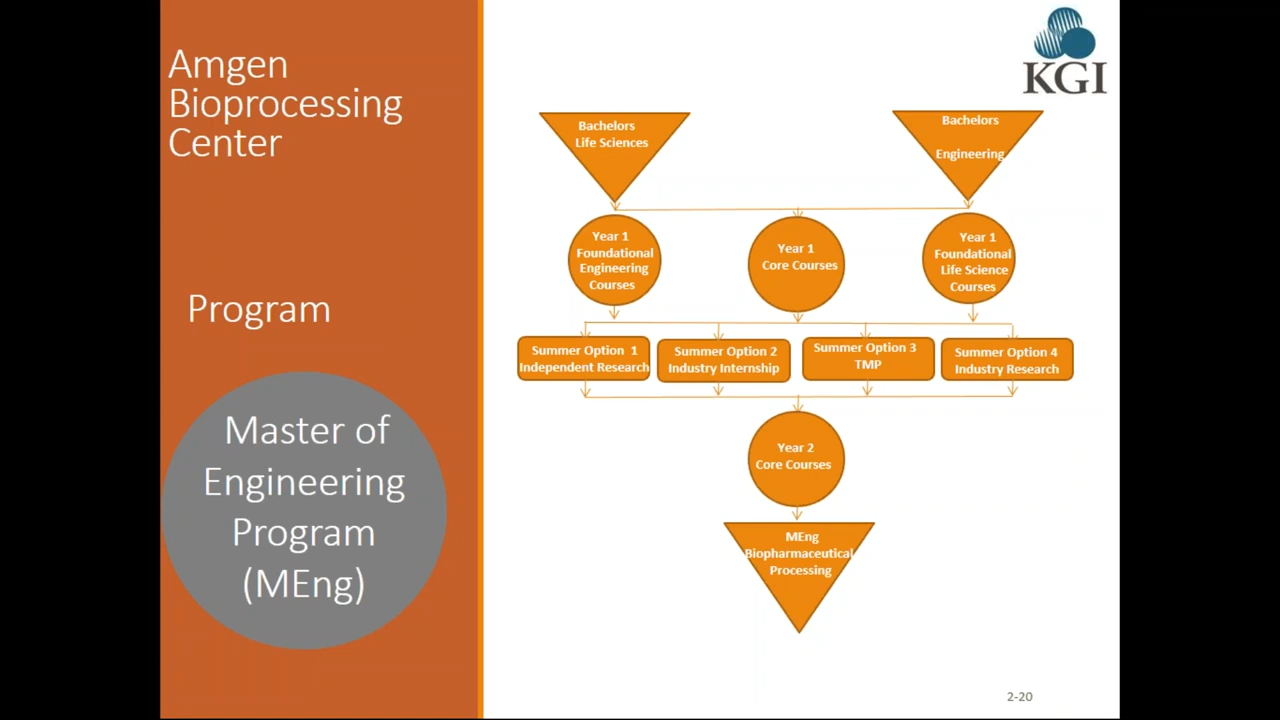 Amgen
Bioprocessing
Center
Program
Master of
Engineering
Program
(MEng)
KGI
Bachelors
Life Sciences
Bachelors
Engineering
Year 1
Foundational
Engineering
Courses
Year 1
Core Courses
Year 1
Foundational
Life Science
Courses
Summer Option 1
Independent Research
Summer Option 2
Industry Internship
Summer Option 3
TMP
Summer Option 4
Industry Research
Year 2
Core Courses
MEng
Biopharmaceutical
Processing
2-20